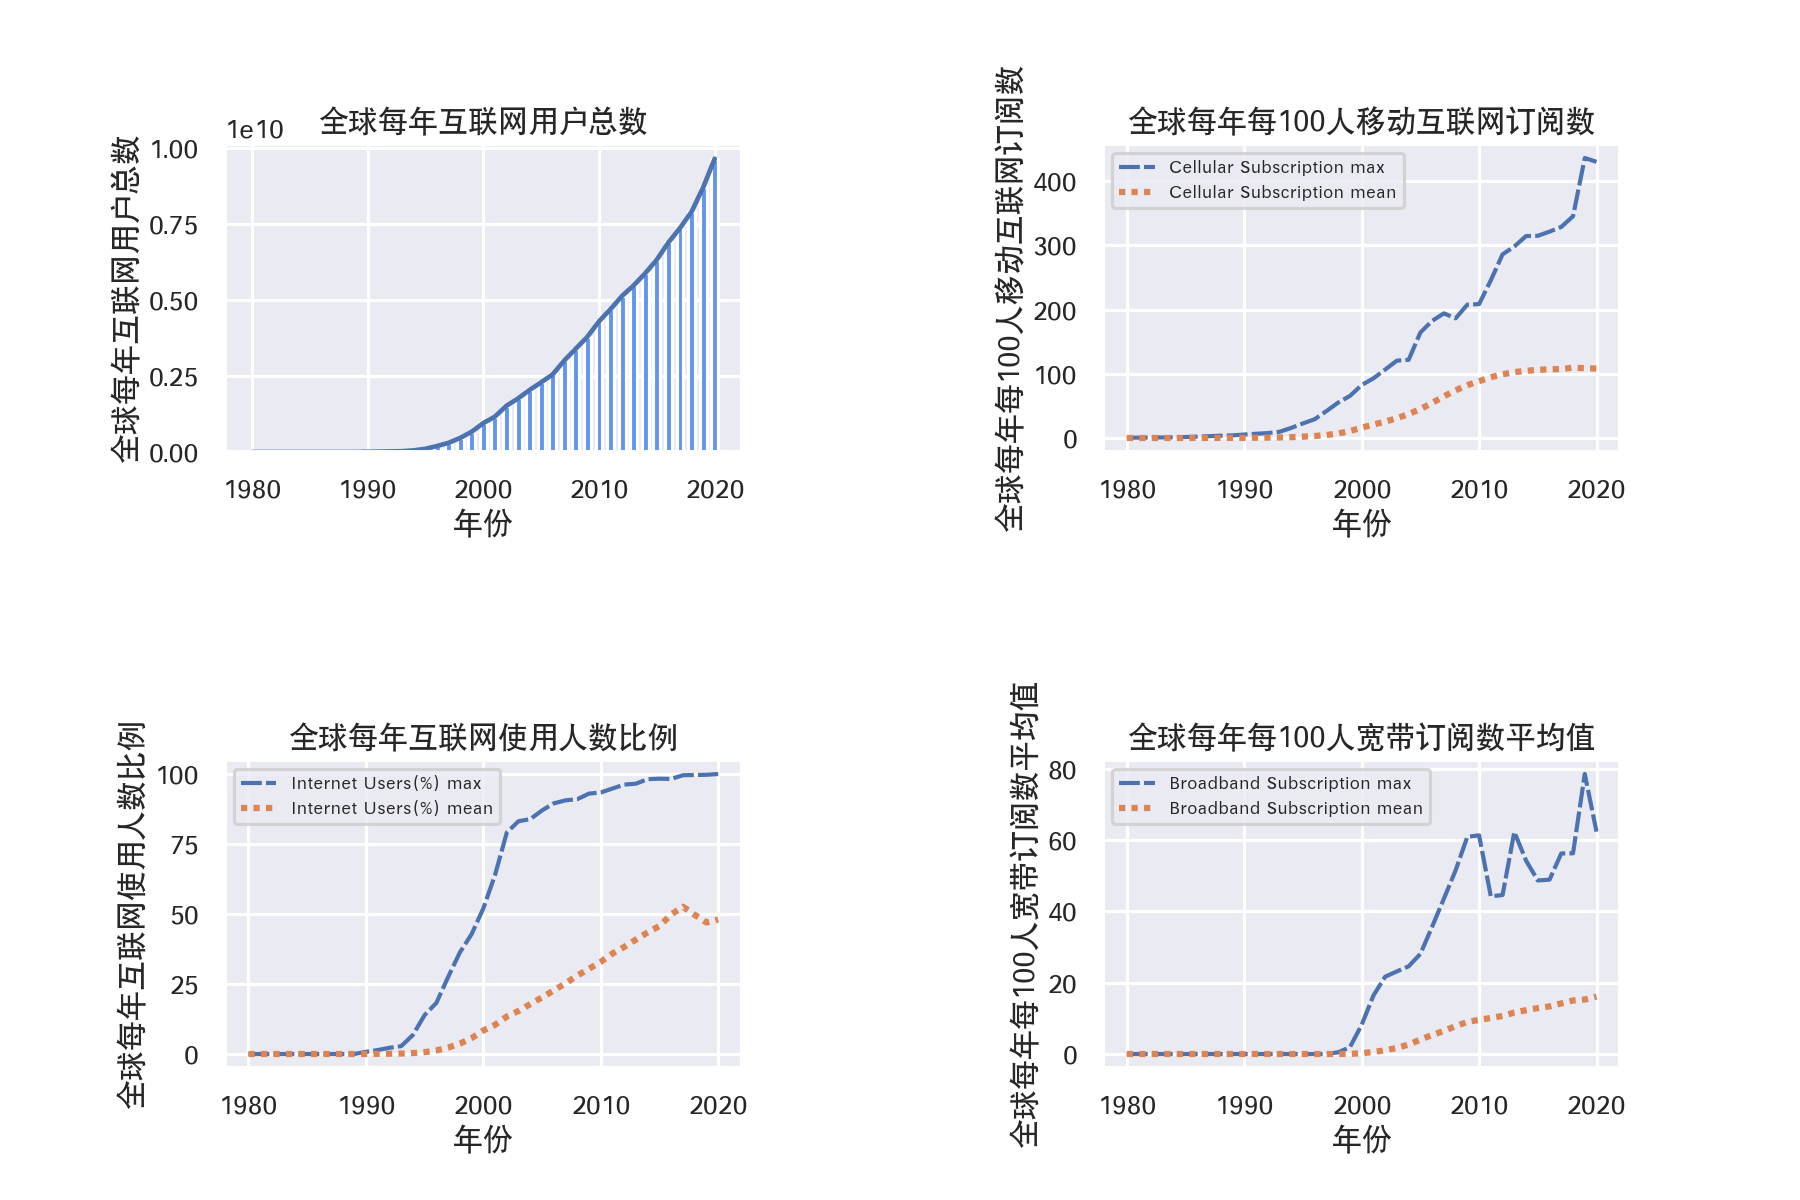 全球每年互联网用户总数
1e10
全球每年互联网用户总数
1.00
0.75
0.50
0.25
0.00
1980 1990 2000 2010 2020
年份
全球每年每100人移动互联网订阅数
全球每年每100人移动互联网订阅数
Cellular Subscription max
Cellular Subscription mean
400
300
200
100
0
1980 1990 2000 2010 2020
年份
全球每年互联网使用人数比例
全球每年互联网使用人数比例
Internet Users(%) max
Internet Users(%) mean
100
75
50
25
0
1980 1990 2000 2010 2020
年份
全球每年每100人宽带订阅数平均值
全球每年每100人宽带订阅数平均值
Broadband Subscription max
Broadband Subscription mean
80
60
40
20
0
1980 1990 2000 2010 2020
年份